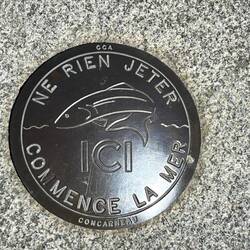 CCA
NE RIEN JETER
ICI
COMMENCE LA MER
CONCARNEAU